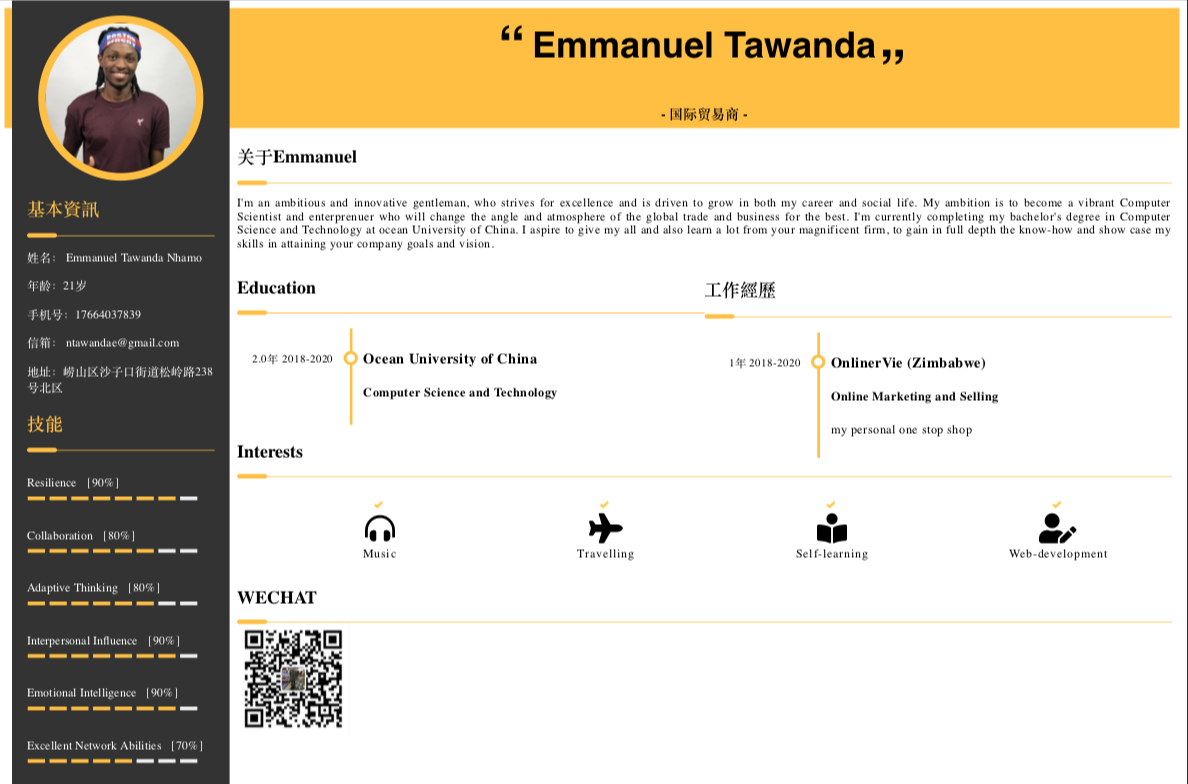 “ Emmanuel Tawanda „
- 国际贸易商 -
基本資訊
姓名： Emmanuel Tawanda Nhamo
年龄：21岁
手机号：17664037839
信箱： ntawandae@gmail.com
地址：崂山区沙子口街道松岭路238
号北区
技能
Resilience [90%]
Collaboration [80%]
Adaptive Thinking [80%]
Interpersonal Influence [90%]
Emotional Intelligence [90%]
Excellent Network Abilities [70%]
关于Emmanuel
I'm an ambitious and innovative gentleman, who strives for excellence and is driven to grow in both my career and social life. My ambition is to become a vibrant Computer
Scientist and enterprenuer who will change the angle and atmosphere of the global trade and business for the best. I'm currently completing my bachelor's degree in Computer
Science and Technology at ocean University of China. I aspire to give my all and also learn a lot from your magnificent firm, to gain in full depth the know-how and show case my
skills in attaining your company goals and vision.
Education
2.0年 2018-2020
Ocean University of China
Computer Science and Technology
工作經歷
1年 2018-2020
OnlinerVie (Zimbabwe)
Online Marketing and Selling
my personal one stop shop
Interests
Music
Travelling
Self-learning
Web-development
WECHAT